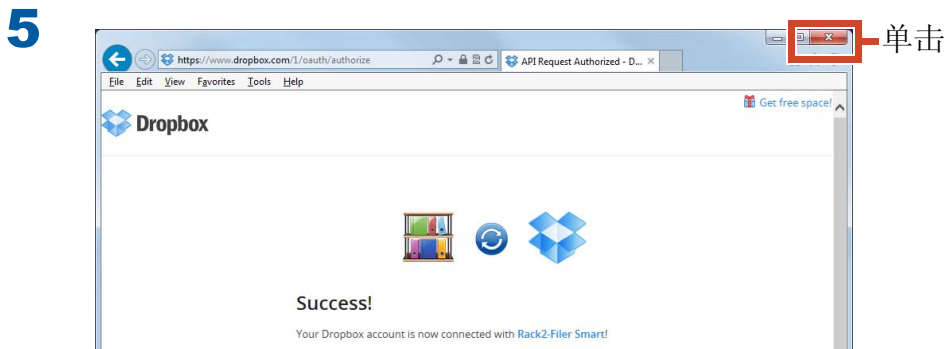 5
单击
https://www.dropbox.com/1/oauth/authorize
API Request Authorized - D...
File Edit View Favorites Tools Help
Get free space!
Dropbox
Success!
Your Dropbox account is now connected with Rack2-Filer Smart!